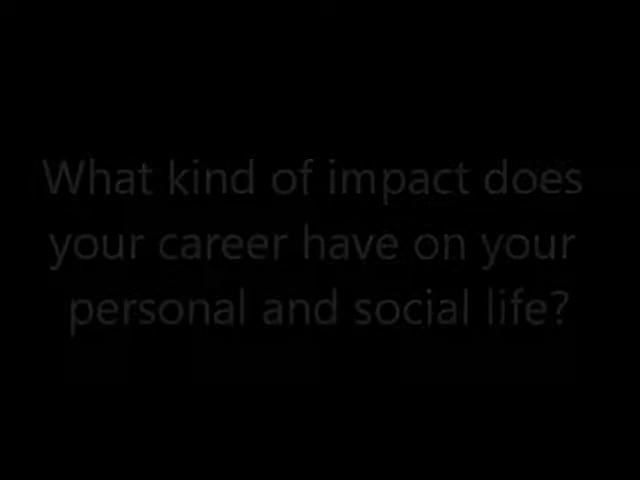 What kind of impact does
your career have on your
personal and social life?